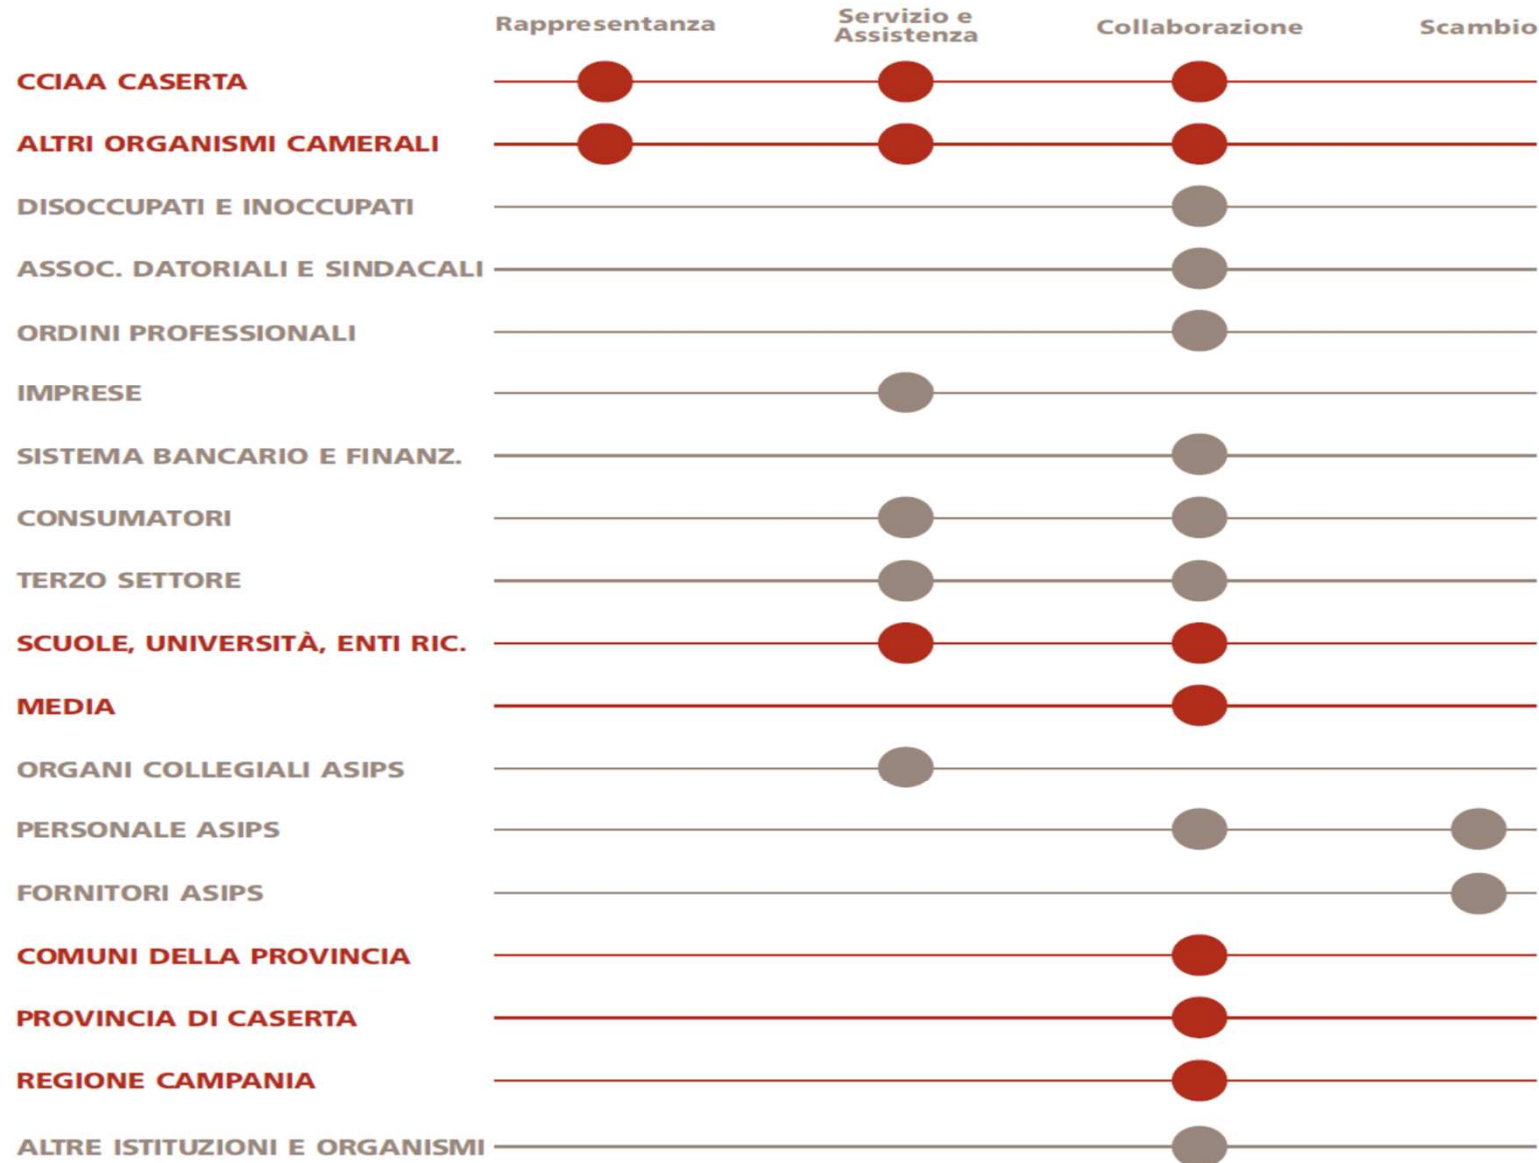 Rappresentanza
Servizio e
Assistenza
Collaborazione
Scambio
CCIAA CASERTA
ALTRI ORGANISMI CAMERALI
DISOCCUPATI E INOCCUPATI
ASSOC. DATORIALI E SINDACALI
ORDINI PROFESSIONALI
IMPRESE
SISTEMA BANCARIO E FINANZ.
CONSUMATORI
TERZO SETTORE
SCUOLE, UNIVERSITÀ, ENTI RIC.
MEDIA
ORGANI COLLEGIALI ASIPS
PERSONALE ASIPS
FORNITORI ASIPS
COMUNI DELLA PROVINCIA
PROVINCIA DI CASERTA
REGIONE CAMPANIA
ALTRE ISTITUZIONI E ORGANISMI